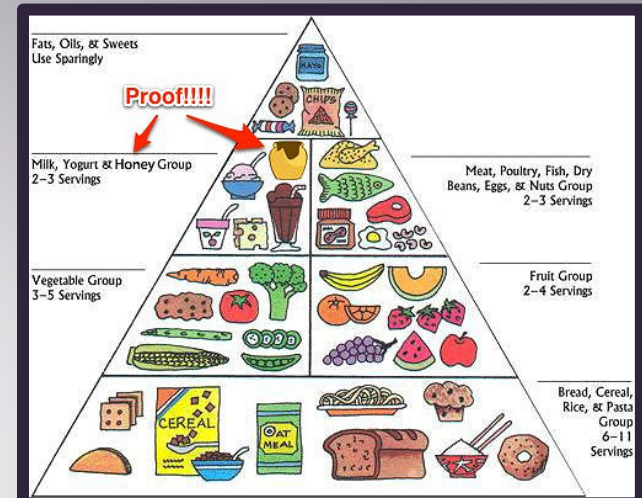 Fats, Oils, & Sweets
Use Sparingly
MAYO
CHIPS
Proof!!!!
Milk, Yogurt & Honey Group
2–3 Servings
Meat, Poultry, Fish, Dry
Beans, Eggs, & Nuts Group
2–3 Servings
Vegetable Group
3–5 Servings
Fruit Group
2–4 Servings
CEREAL
OAT
MEAL
Bread, Cereal,
Rice, & Pasta
Group
6–11
Servings